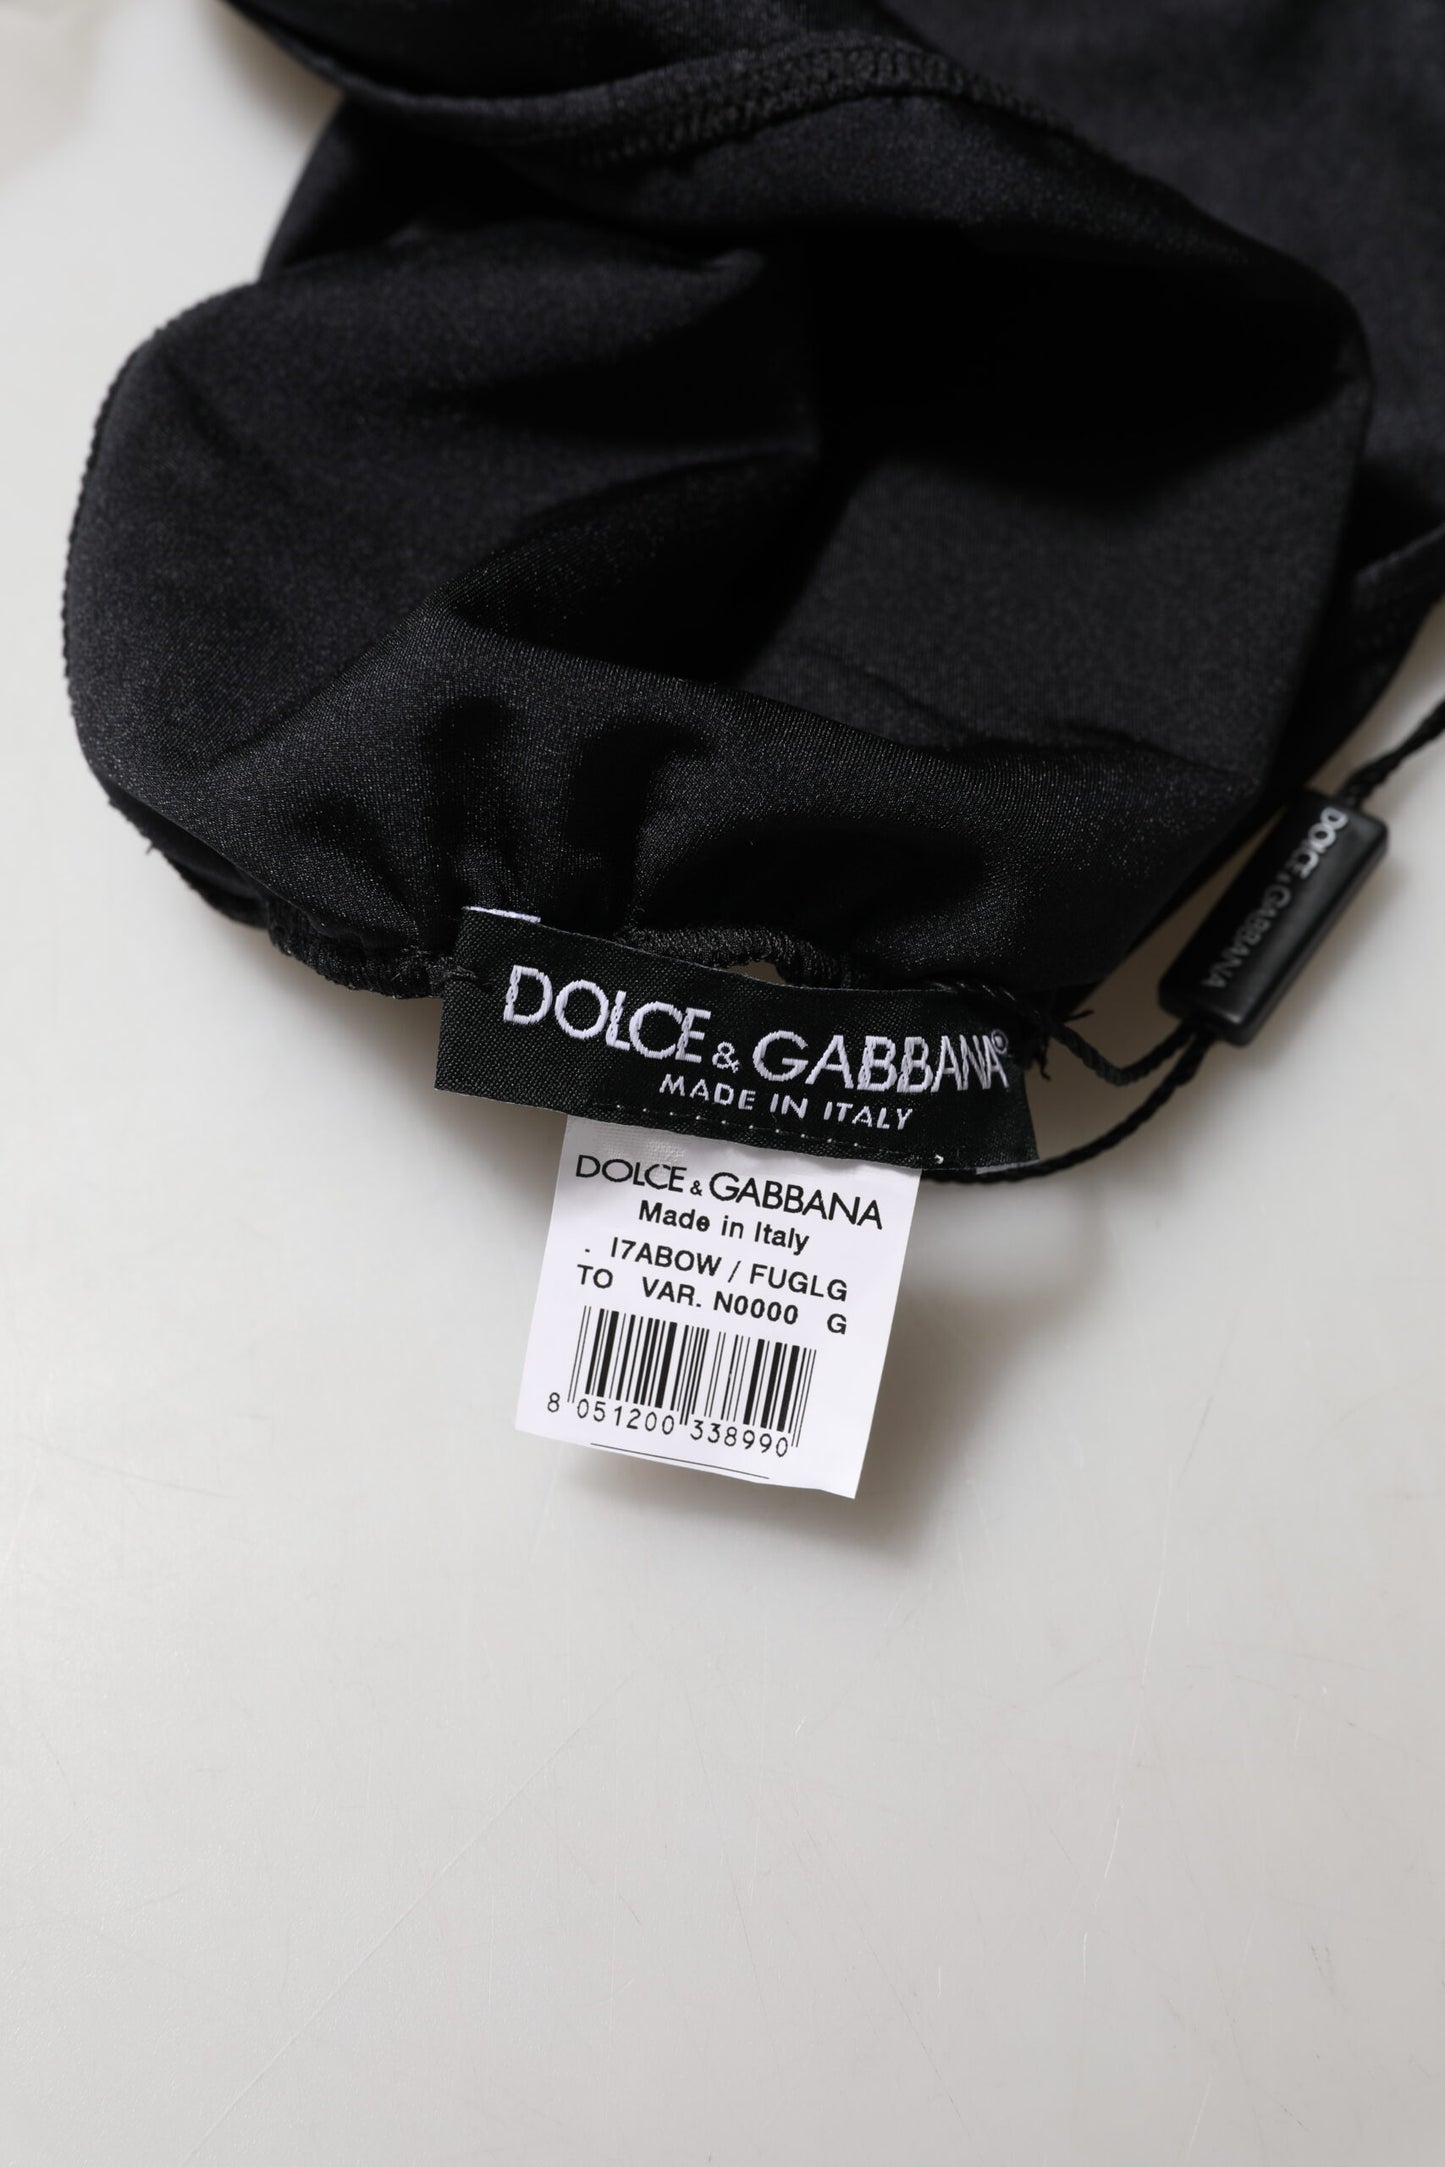 DOLCE & GABBANA
DOLCE & GABBANA®
MADE IN ITALY
DOLCE & GABBANA
Made in Italy
. I7ABOW / FUGLG
TO VAR. N0000 G
8 051200 338990